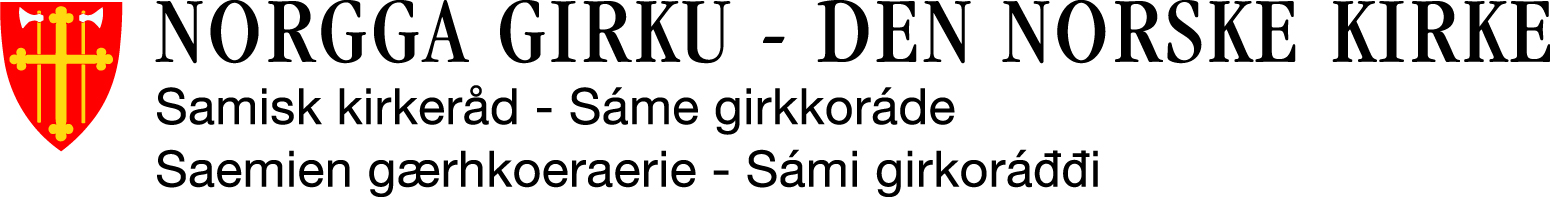 NORGGA GIRKU - DEN NORSKE KIRKE
Samisk kirkeråd - Sáme girkkoráde
Saemien gærhkoeraerie - Sámi girkoráđđi